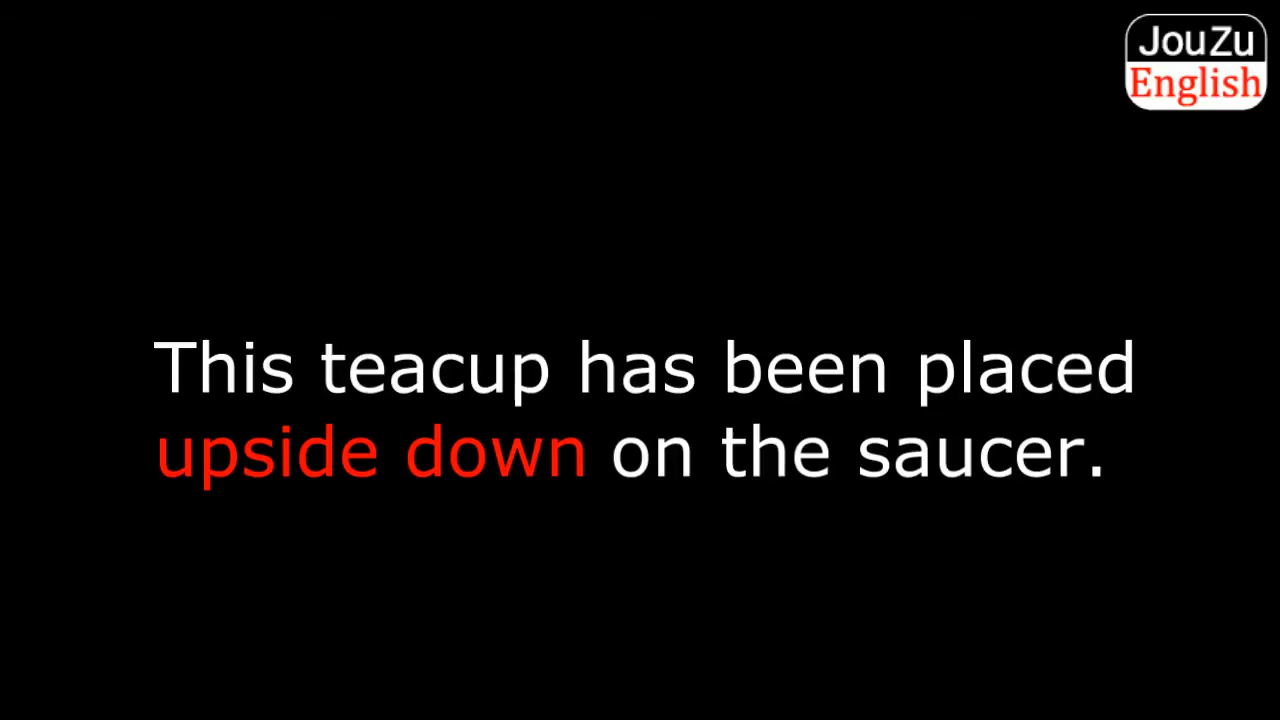 JouZu
English
This teacup has been placed
upside down on the saucer.